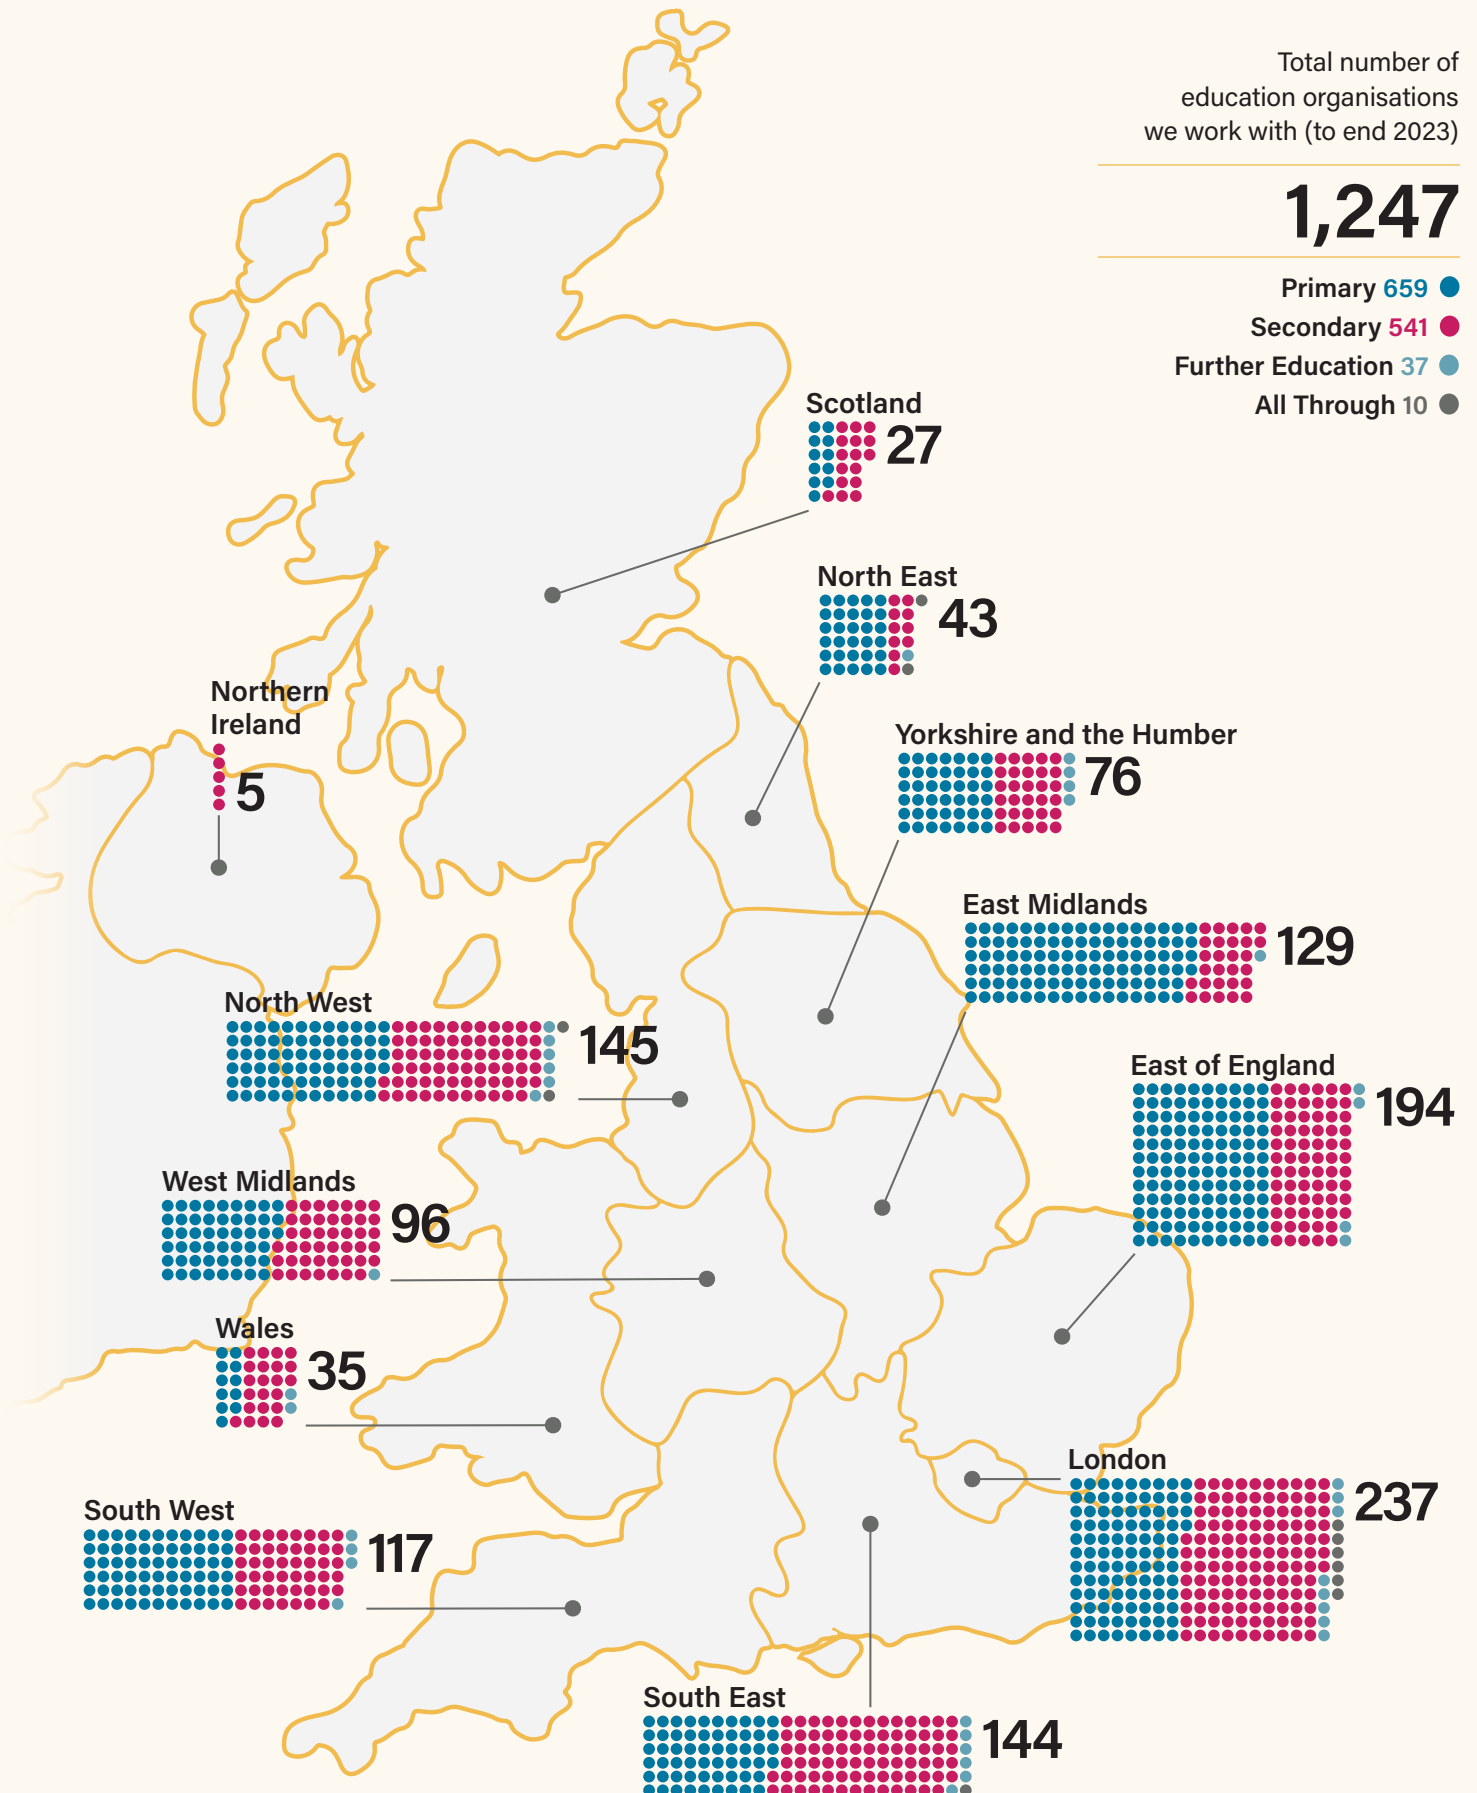 Total number of
education organisations
we work with (to end 2023)
1,247
Primary 659
Secondary 541
Further Education 37
All Through 10
Scotland
27
North East
43
Northern
Ireland
5
Yorkshire and the Humber
76
East Midlands
129
North West
145
East of England
194
West Midlands
96
Wales
35
London
237
South West
117
South East
144